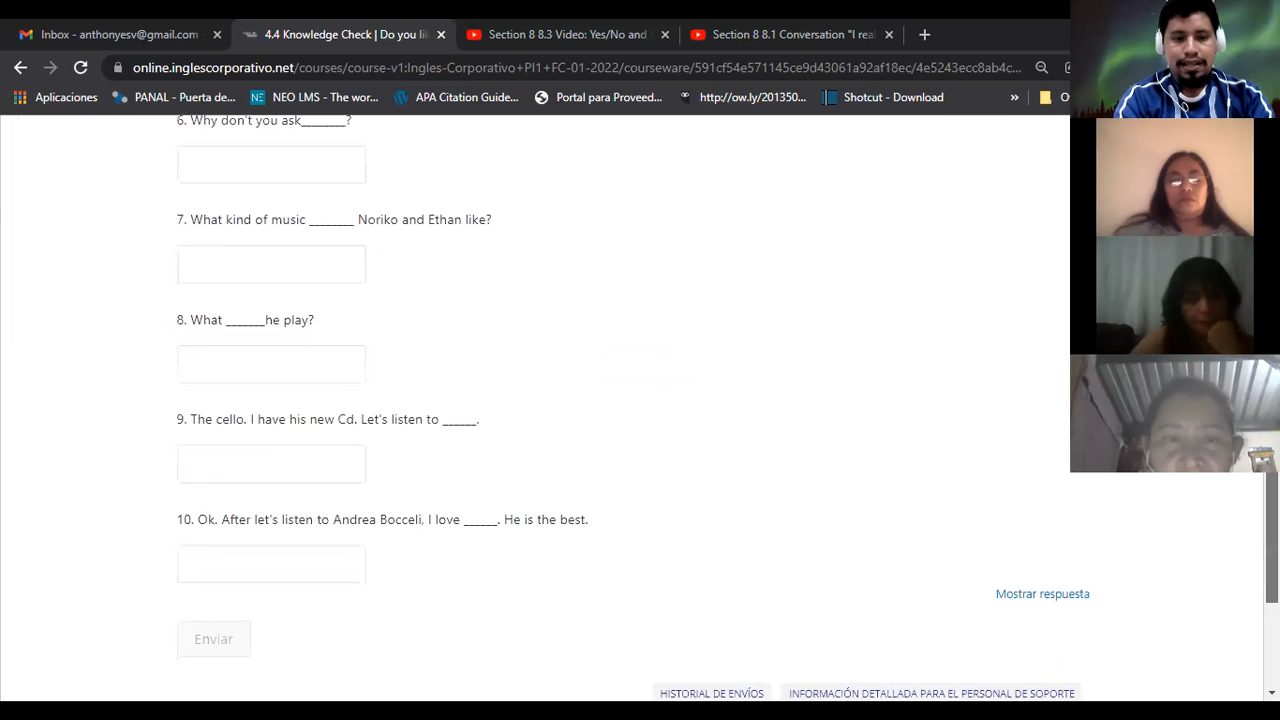 Inbox - anthonyesv@gmail.com
4.4 Knowledge Check | Do you li
Section 8 8.3 Video: Yes/No and
Section 8 8.1 Conversation "I real
online.inglescorporativo.net/courses/course-v1:Ingles-Corporativo+PI1+FC-01-2022/courseware/591cf54e571145ce9d43061a92af18ec/4e5243ecc8ab4c...
Aplicaciones
PANAL - Puerta de...
NEO LMS - The wor...
APA Citation Guide...
Portal para Proveed...
http://ow.ly/201350...
Shotcut - Download
»
6. Why don't you ask________?
7. What kind of music ________ Noriko and Ethan like?
8. What _______he play?
9. The cello. I have his new Cd. Let's listen to ______.
10. Ok. After let's listen to Andrea Bocceli, I love ______. He is the best.
Mostrar respuesta
Enviar
HISTORIAL DE ENVÍOS
INFORMACIÓN DETALLADA PARA EL PERSONAL DE SOPORTE